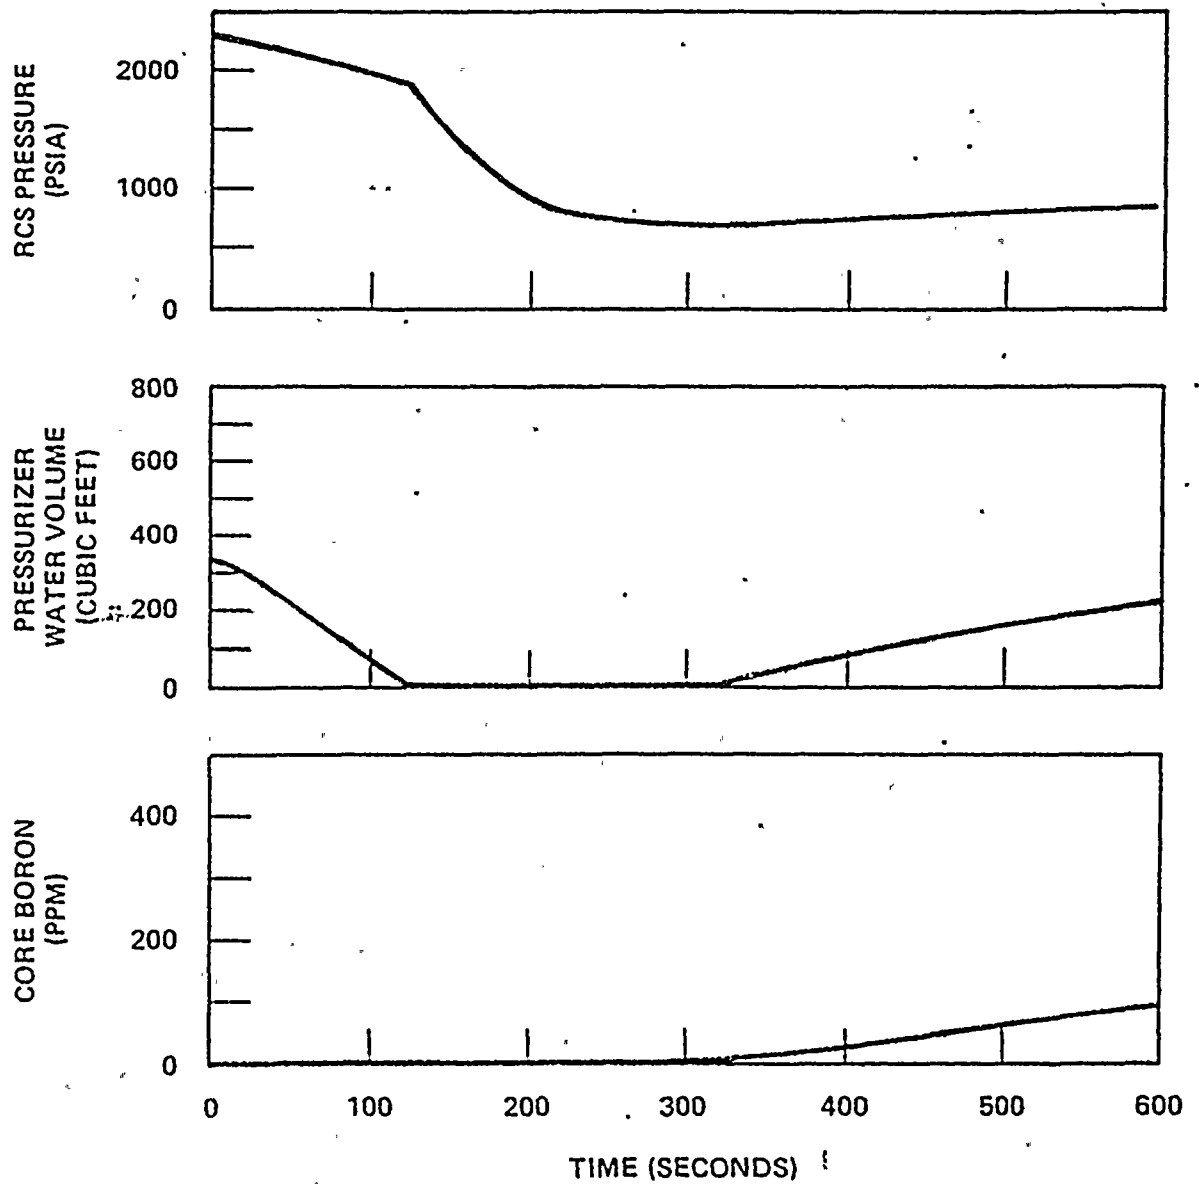 RCS PRESSURE
(PSIA)
2000
1000
0
PRESSURIZER
WATER VOLUME
(CUBIC FEET)
800
600
400
200
0
CORE BORON
(PPM)
400
200
0
0 100 200 300 400 500 600
TIME (SECONDS)